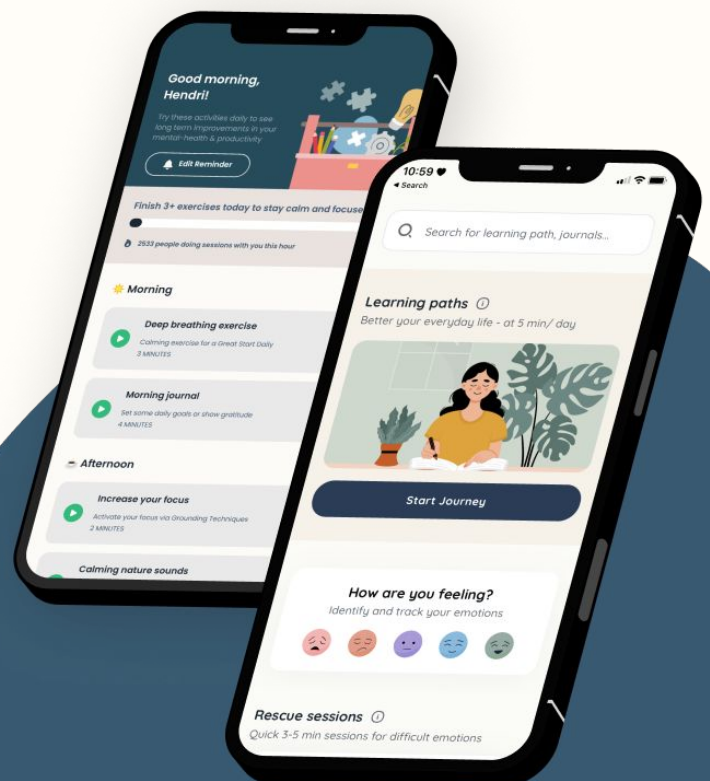 Good morning,
Hendri!
Try these activities daily to see
long term improvements in your
mental-health & productivity
Edit Reminder
Finish 3+ exercises today to stay calm and focuse
2533 people doing sessions with you this hour
Morning
Deep breathing exercise
Calming exercise for a Great Start Daily
3 MINUTES
Morning journal
Set some daily goals or show gratitude
4 MINUTES
Afternoon
Increase your focus
Activate your focus via Grounding Techniques
2 MINUTES
Calming nature sounds
10:59
Search
Search for learning path, journals...
Learning paths
Better your everyday life - at 5 min/ day
Start Journey
How are you feeling?
Identify and track your emotions
Rescue sessions
Quick 3-5 min sessions for difficult emotions